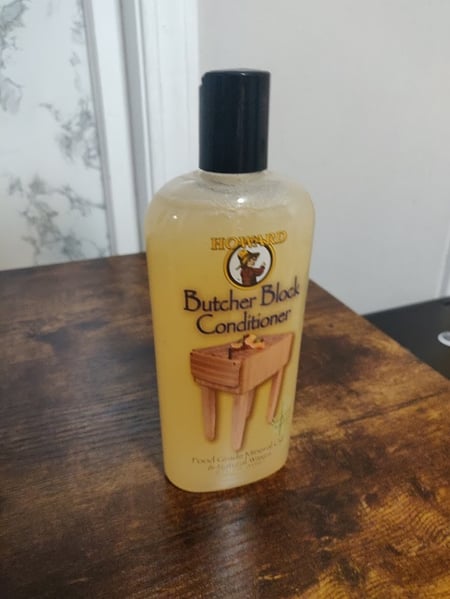 HOWARD
Butcher Block
Conditioner
Food Grade Mineral Oil
& Natural Waxes